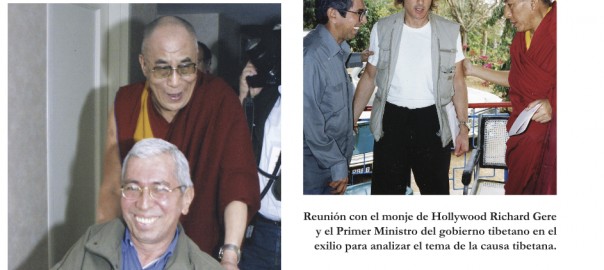 Reunión con el monje de Hollywood Richard Gere
y el Primer Ministro del gobierno tibetano en el
exilio para analizar el tema de la causa tibetana.